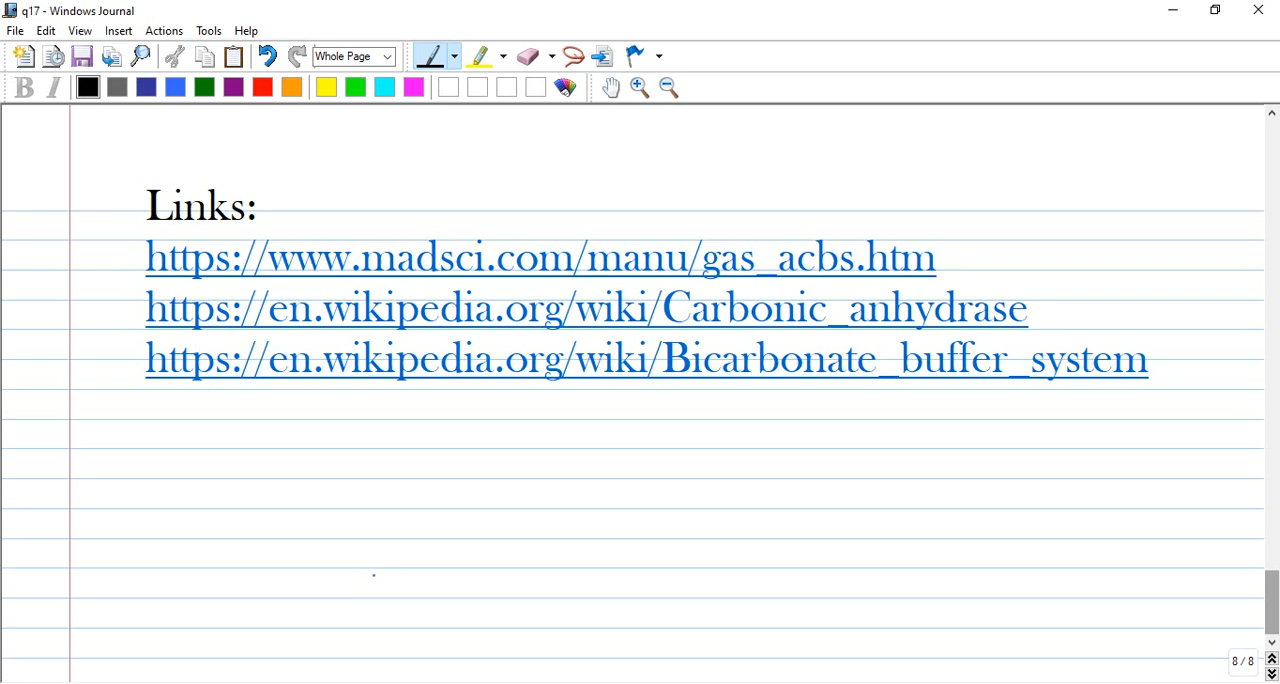 q17 - Windows Journal
File Edit View Insert Actions Tools Help
Whole Page
B I
Links:
https://www.madsci.com/manu/gas_acbs.htm
https://en.wikipedia.org/wiki/Carbonic_anhydrase
https://en.wikipedia.org/wiki/Bicarbonate_buffer_system
8 / 8